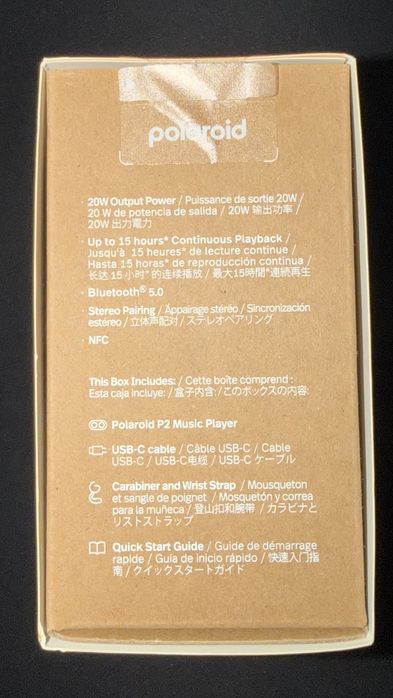 polaroid
· 20W Output Power / Puissance de sortie 20W /
20 W de potencia de salida / 20W 输出功率 /
20W 出力電力
· Up to 15 hours* Continuous Playback /
Jusqu'à 15 heures* de lecture continue /
Hasta 15 horas* de reproducción continua /
长达 15 小时* 的连续播放 / 最大15時間*連続再生
· Bluetooth® 5.0
· Stereo Pairing / Appairage stéréo / Sincronización
estéreo / 立体声配对 / ステレオペアリング
· NFC
This Box Includes: / Cette boîte comprend :
Esta caja incluye: / 盒子内含: / このボックスの内容:
Polaroid P2 Music Player
USB-C cable / Câble USB-C / Cable
USB-C / USB-C电缆 / USB-C ケーブル
Carabiner and Wrist Strap / Mousqueton
et sangle de poignet / Mosquetón y correa
para la muñeca / 登山扣和腕带 / カラビナと
リストストラップ
Quick Start Guide / Guide de démarrage
rapide / Guía de inicio rápido / 快速入门指
南 / クイックスタートガイド